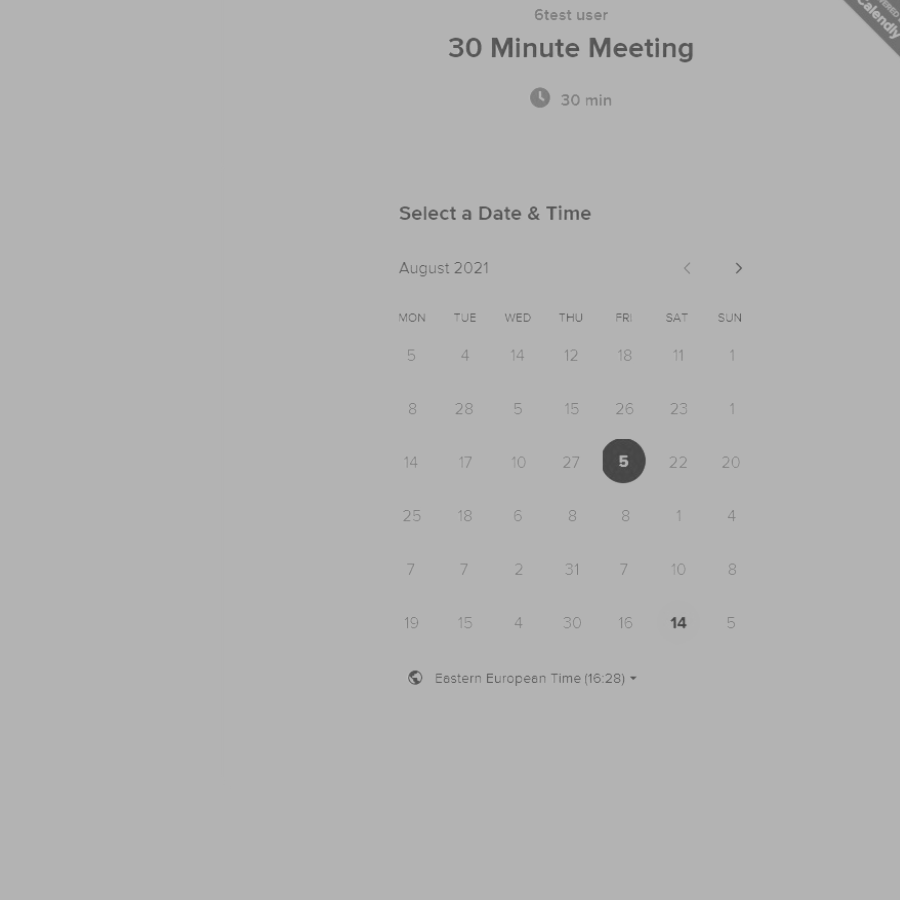 6test user
30 Minute Meeting
30 min
Calendly
Select a Date & Time
August 2021
MON TUE WED THU FRI SAT SUN
5 4 14 12 18 11 1
8 28 5 15 26 23 1
14 17 10 27 5 22 20
25 18 6 8 8 1 4
7 7 2 31 7 10 8
19 15 4 30 16 14 5
Eastern European Time (16:28)